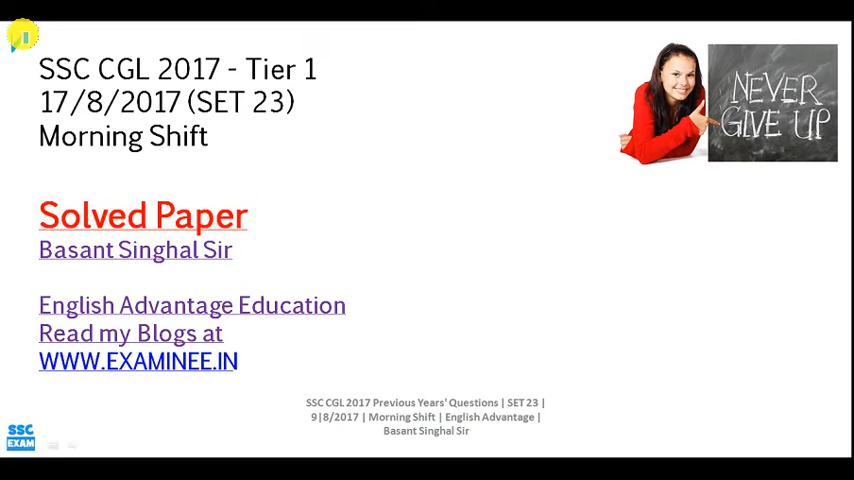 SSC CGL 2017 - Tier 1
17/8/2017 (SET 23)
Morning Shift
NEVER
GIVE UP
Solved Paper
Basant Singhal Sir
English Advantage Education
Read my Blogs at
WWW.EXAMINEE.IN
SSC CGL 2017 Previous Years' Questions | SET 23 |
9|8/2017 | Morning Shift | English Advantage |
Basant Singhal Sir
SSC
EXAM